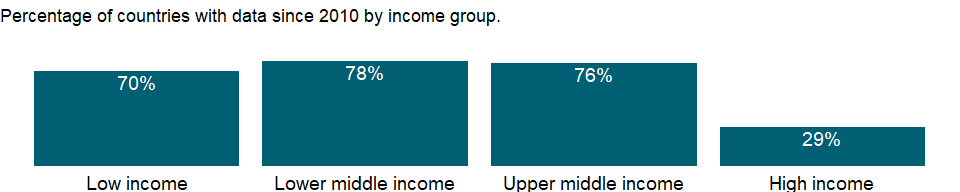 Percentage of countries with data since 2010 by income group.
70%
78%
76%
29%
Low income
Lower middle income
Upper middle income
High income